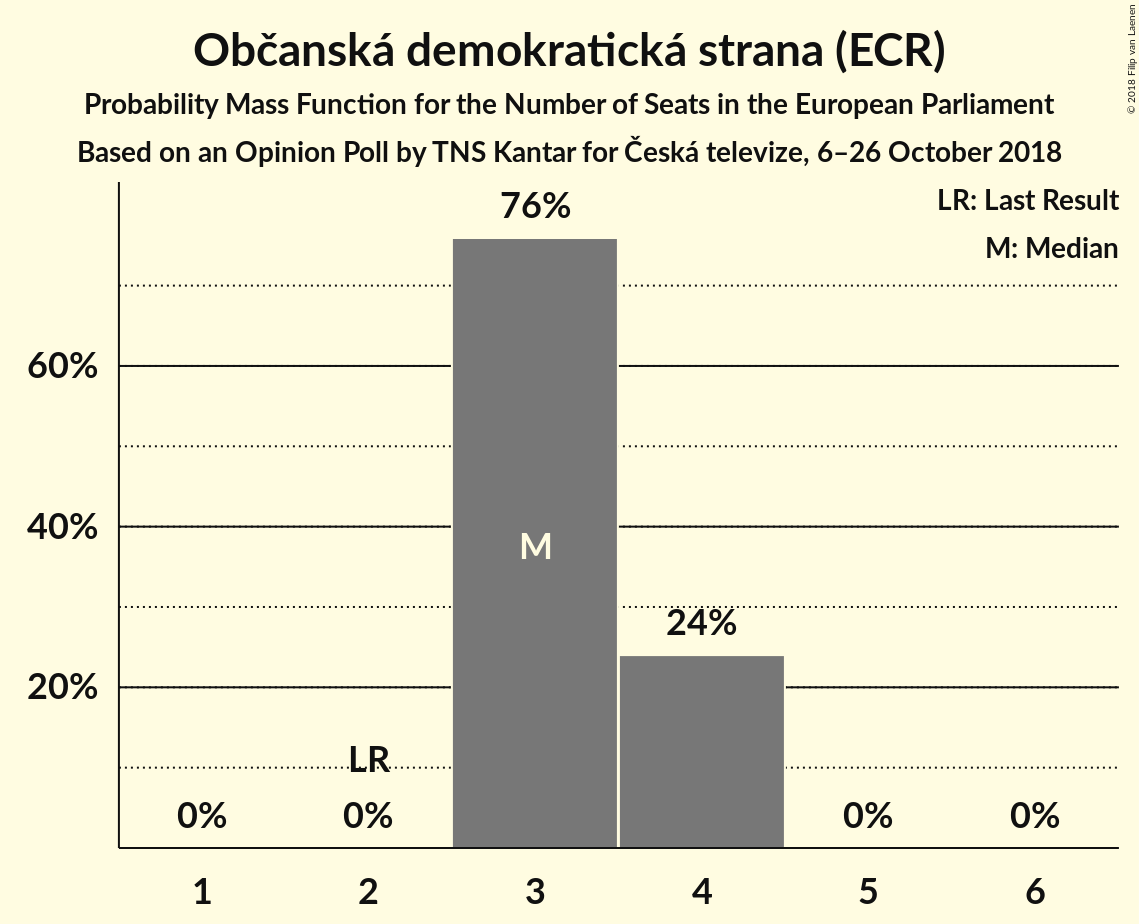 Občanská demokratická strana (ECR)
Probability Mass Function for the Number of Seats in the European Parliament
Based on an Opinion Poll by TNS Kantar for Česká televize, 6–26 October 2018
© 2018 Filip van Laenen
LR: Last Result
M: Median
76%
60%
40%
M
24%
20%
LR
0%
0%
0%
0%
1
2
3
4
5
6